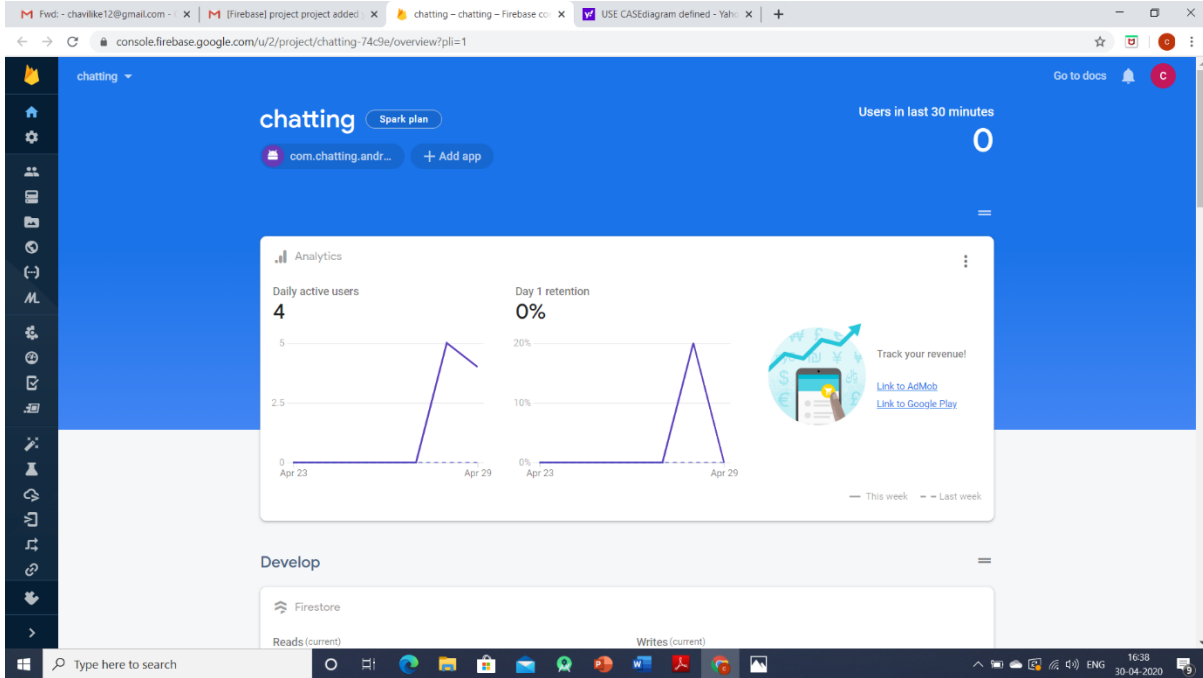 Fwd: - chavilike12@gmail.com -
[Firebase] project project added
chatting – chatting – Firebase co
USE CASEdiagram defined - Yaho
console.firebase.google.com/u/2/project/chatting-74c9e/overview?pli=1
chatting
Go to docs
C
chatting
Spark plan
Users in last 30 minutes
0
com.chatting.andr...
+ Add app
Analytics
Daily active users
4
Day 1 retention
0%
5
2.5
0
Apr 23
Apr 29
20%
10%
0%
Apr 23
Apr 29
Track your revenue!
Link to AdMob
Link to Google Play
This week
Last week
Develop
Firestore
Reads (current)
Writes (current)
Type here to search
ENG
16:38
30-04-2020
9